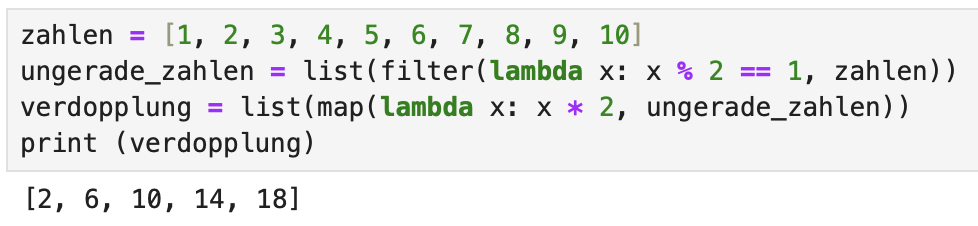 zahlen = [1, 2, 3, 4, 5, 6, 7, 8, 9, 10]
ungerade_zahlen = list(filter(lambda x: x % 2 == 1, zahlen))
verdopplung = list(map(lambda x: x * 2, ungerade_zahlen))
print (verdopplung)
[2, 6, 10, 14, 18]